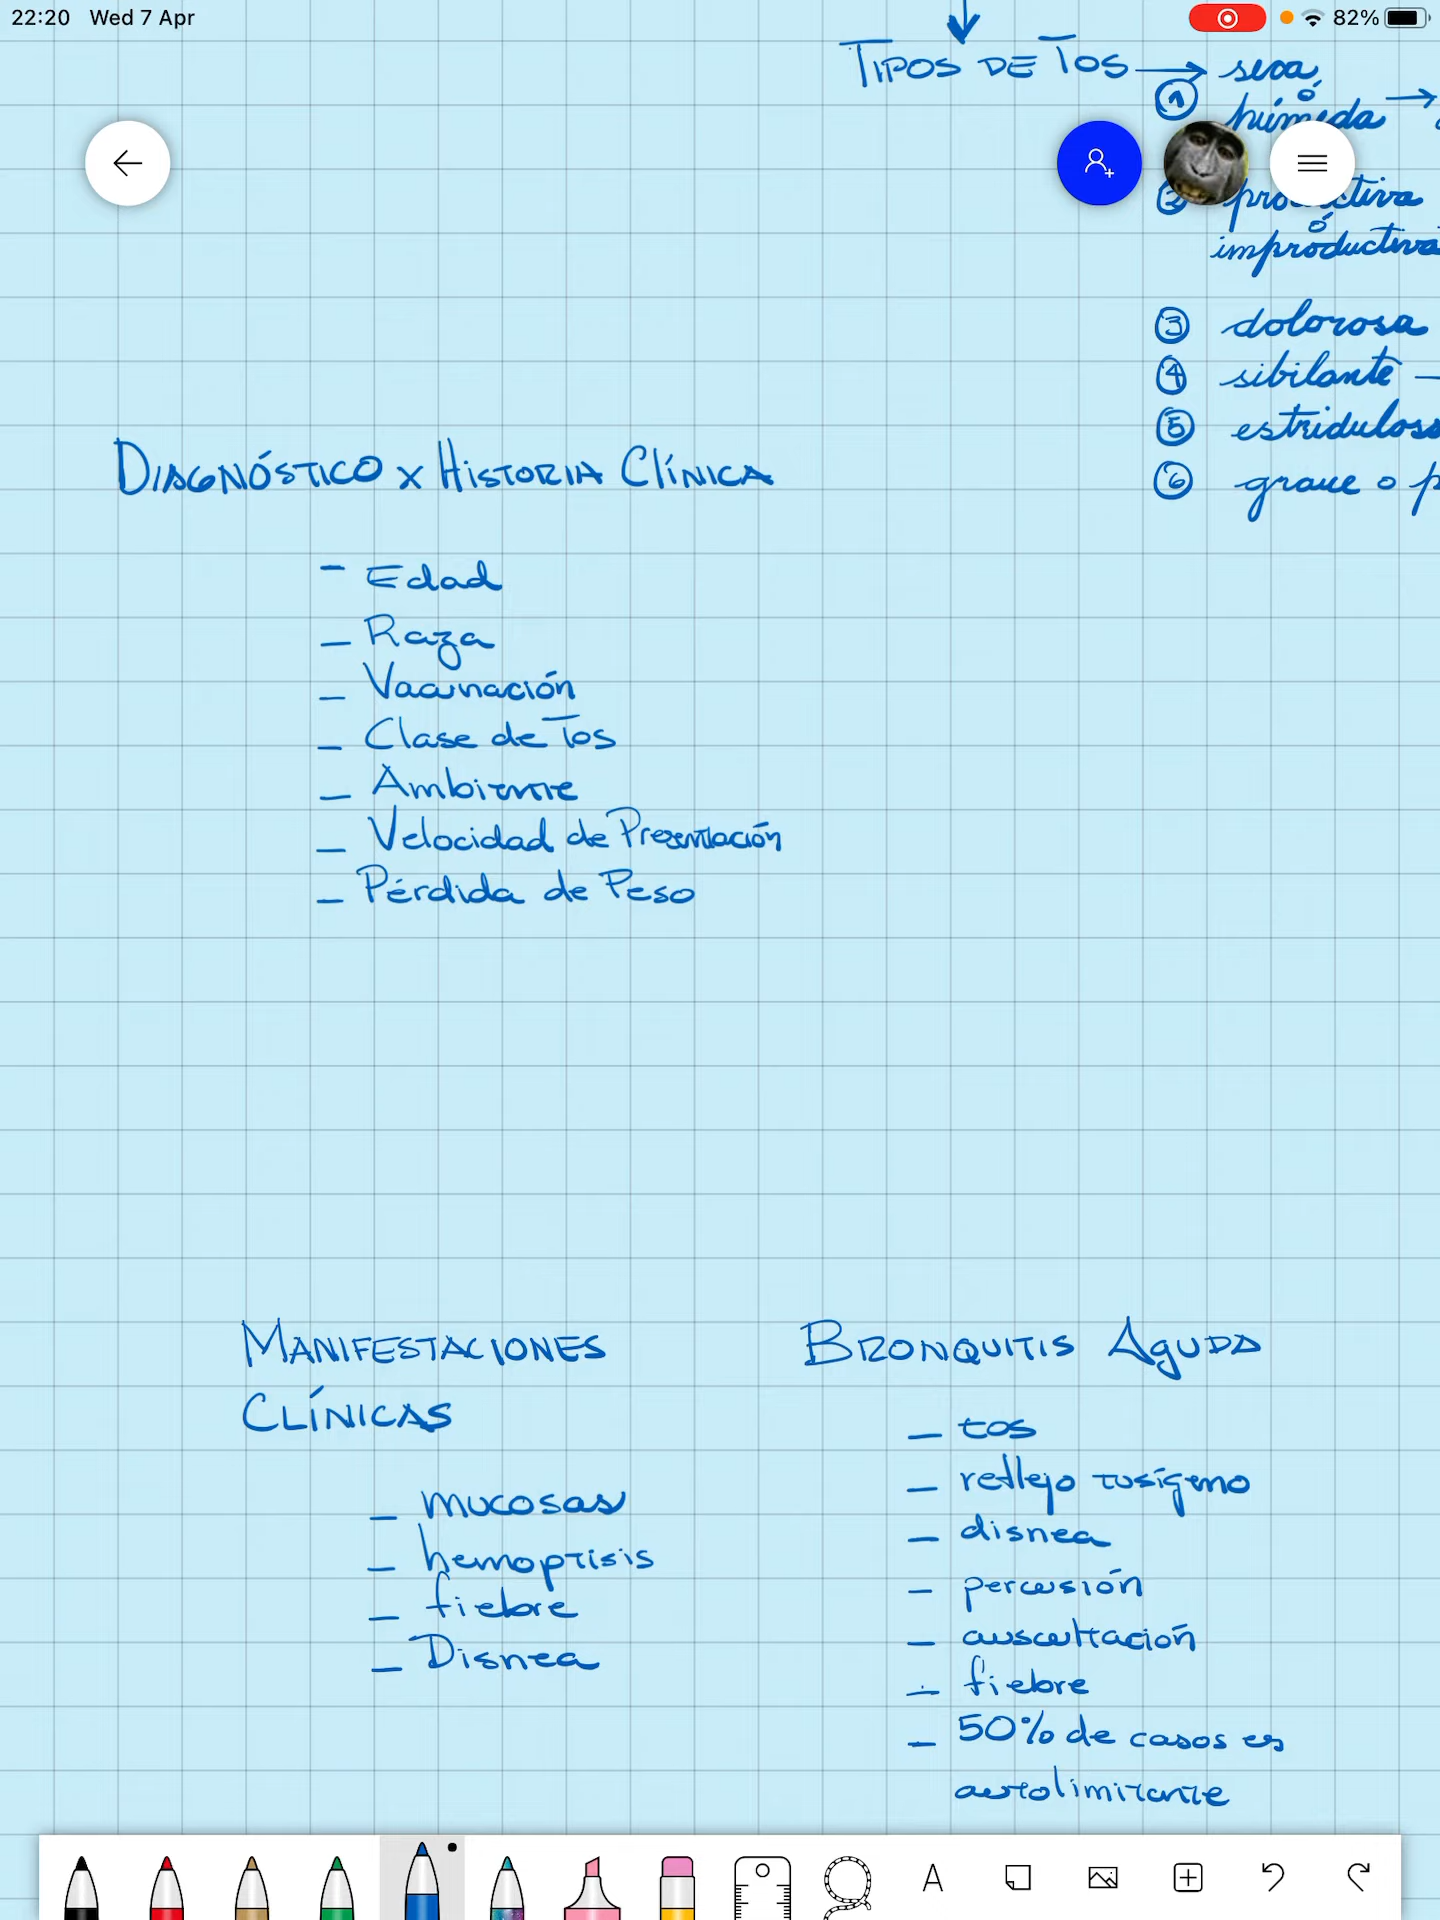 22:20 Wed 7 Apr
82%
TIPOS DE TOS → seca
① ó
húmeda →
②
ó
improductiva
③ dolorosa
④ sibilante –
⑤
⑥ grave o
DIAGNÓSTICO x HISTORIA CLÍNICA
- Edad
- Raza
- Vacunación
- Clase de Tos
- Ambiente
- Velocidad de Presentación
- Pérdida de Peso
MANIFESTACIONES
CLÍNICAS
- mucosas
- hemoptisis
- fiebre
- Disnea
BRONQUITIS AGUDA
- tos
- reflejo tusígeno
- disnea
- percusión
- auscultación
- fiebre
- 50% de casos es
autolimitante
A